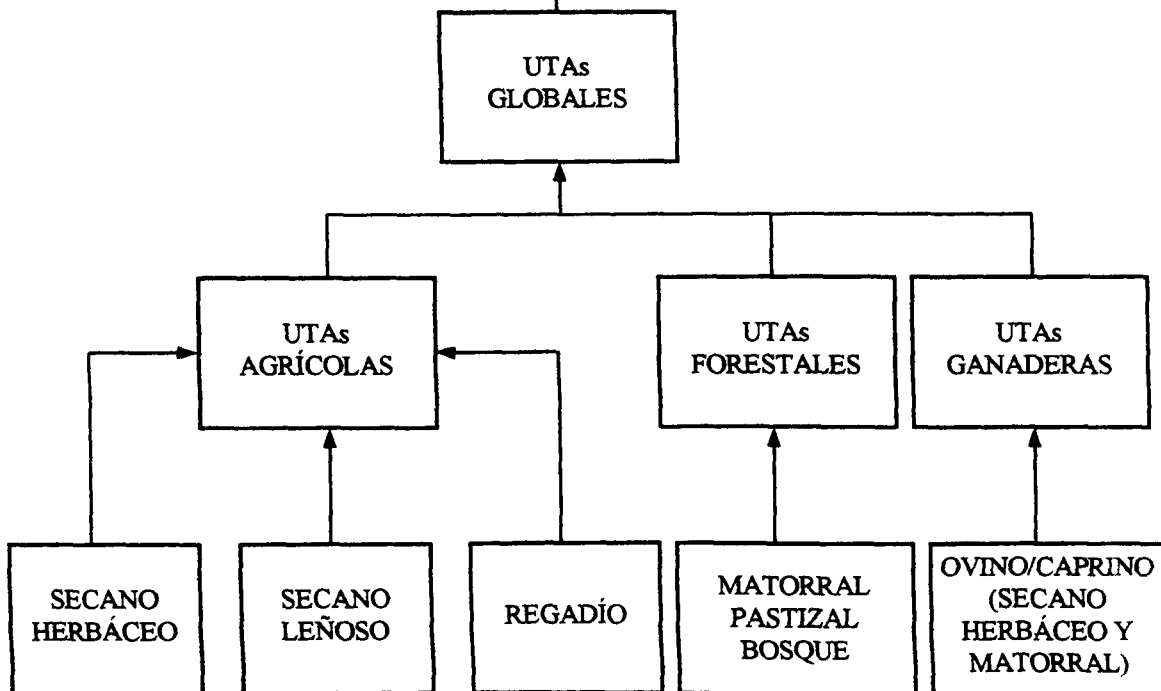 UTAs
GLOBALES
UTAs
AGRÍCOLAS
UTAs
FORESTALES
UTAs
GANADERAS
SECANO
HERBÁCEO
SECANO
LEÑOSO
REGADÍO
MATORRAL
PASTIZAL
BOSQUE
OVINO/CAPRINO
(SECANO
HERBÁCEO Y
MATORRAL)